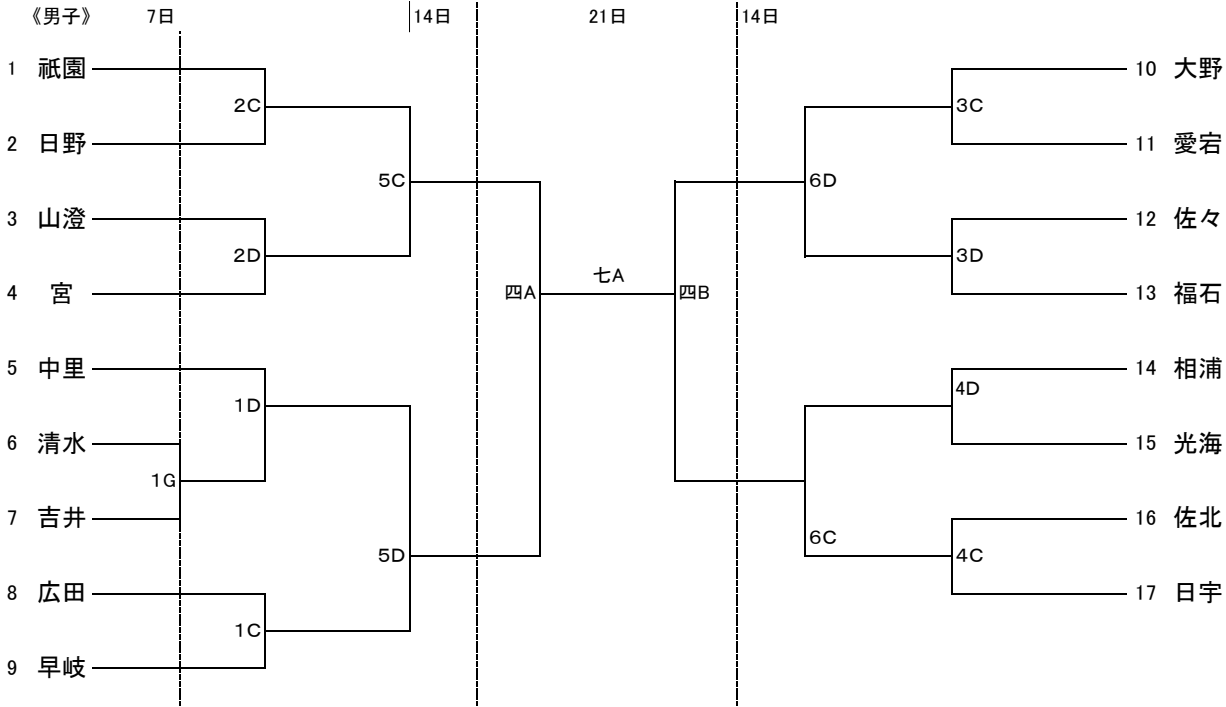 《男子》 7日 14日 21日 14日
1 祇園 10 大野
2C 3C
2 日野 11 愛宕
5C 6D
3 山澄 12 佐々
2D 3D
七A
4 宮 四A 四B 13 福石
5 中里 14 相浦
1D 4D
6 清水 15 光海
1G
7 吉井 16 佐北
6C
5D 4C
8 広田 17 日宇
1C
9 早岐